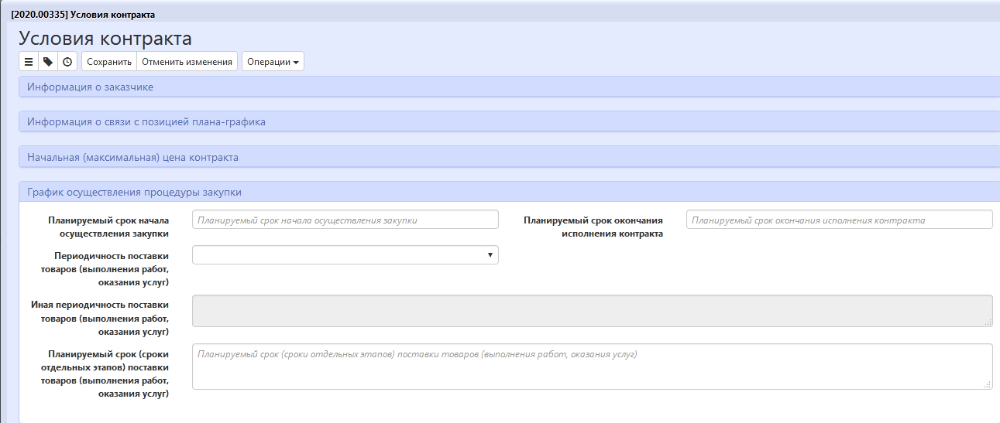 [2020.00335] Условия контракта
Условия контракта
Сохранить Отменить изменения Операции
Информация о заказчике
Информация о связи с позицией плана-графика
Начальная (максимальная) цена контракта
График осуществления процедуры закупки
Планируемый срок начала
осуществления закупки
Планируемый срок начала осуществления закупки
Планируемый срок окончания
исполнения контракта
Планируемый срок окончания исполнения контракта
Периодичность поставки
товаров (выполнения работ,
оказания услуг)
Иная периодичность поставки
товаров (выполнения работ,
оказания услуг)
Планируемый срок (сроки
отдельных этапов) поставки
товаров (выполнения работ,
оказания услуг)
Планируемый срок (сроки отдельных этапов) поставки товаров (выполнения работ, оказания услуг)